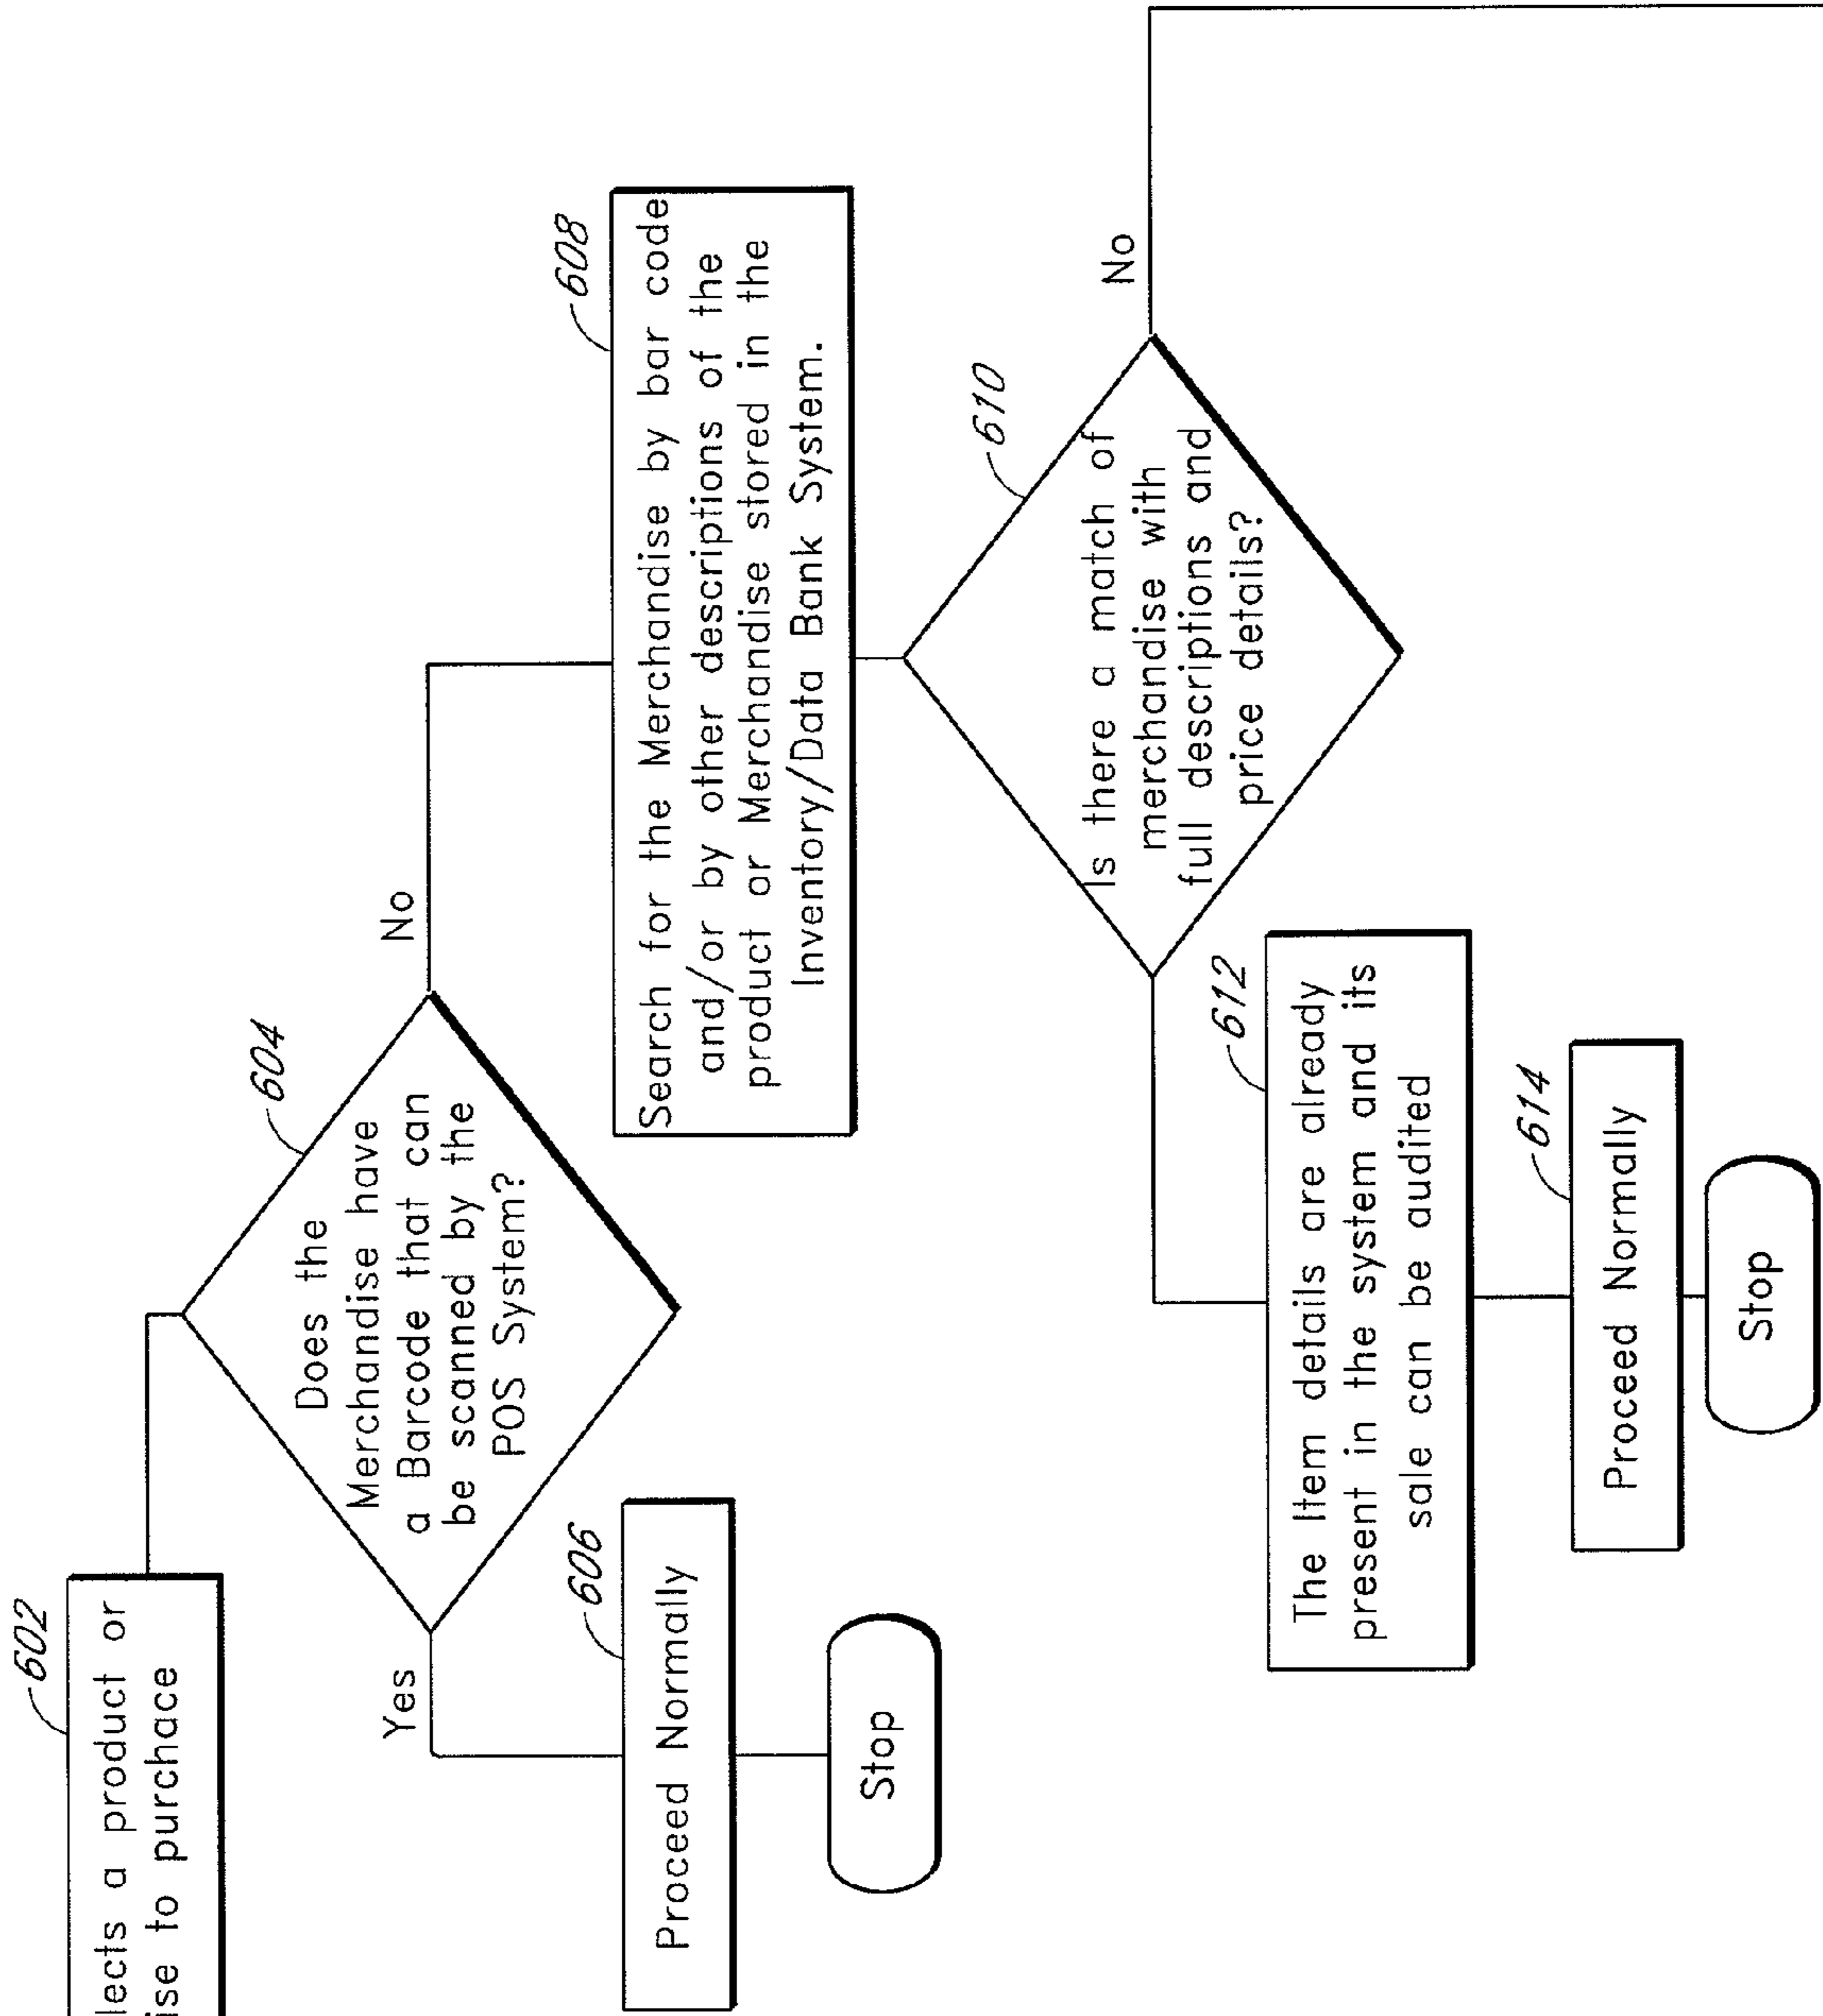 602
lects a product or
ise to purchace
604
Does the
Merchandise have
a Barcode that can
be scanned by the
POS System?
Yes
No
606
Proceed Normally
Stop
608
Search for the Merchandise by bar code
and/or by other descriptions of the
product or Merchandise stored in the
Inventory/Data Bank System.
610
Is there a match of
merchandise with
full descriptions and
price details?
No
612
The Item details are already
present in the system and its
sale can be audited
614
Proceed Normally
Stop